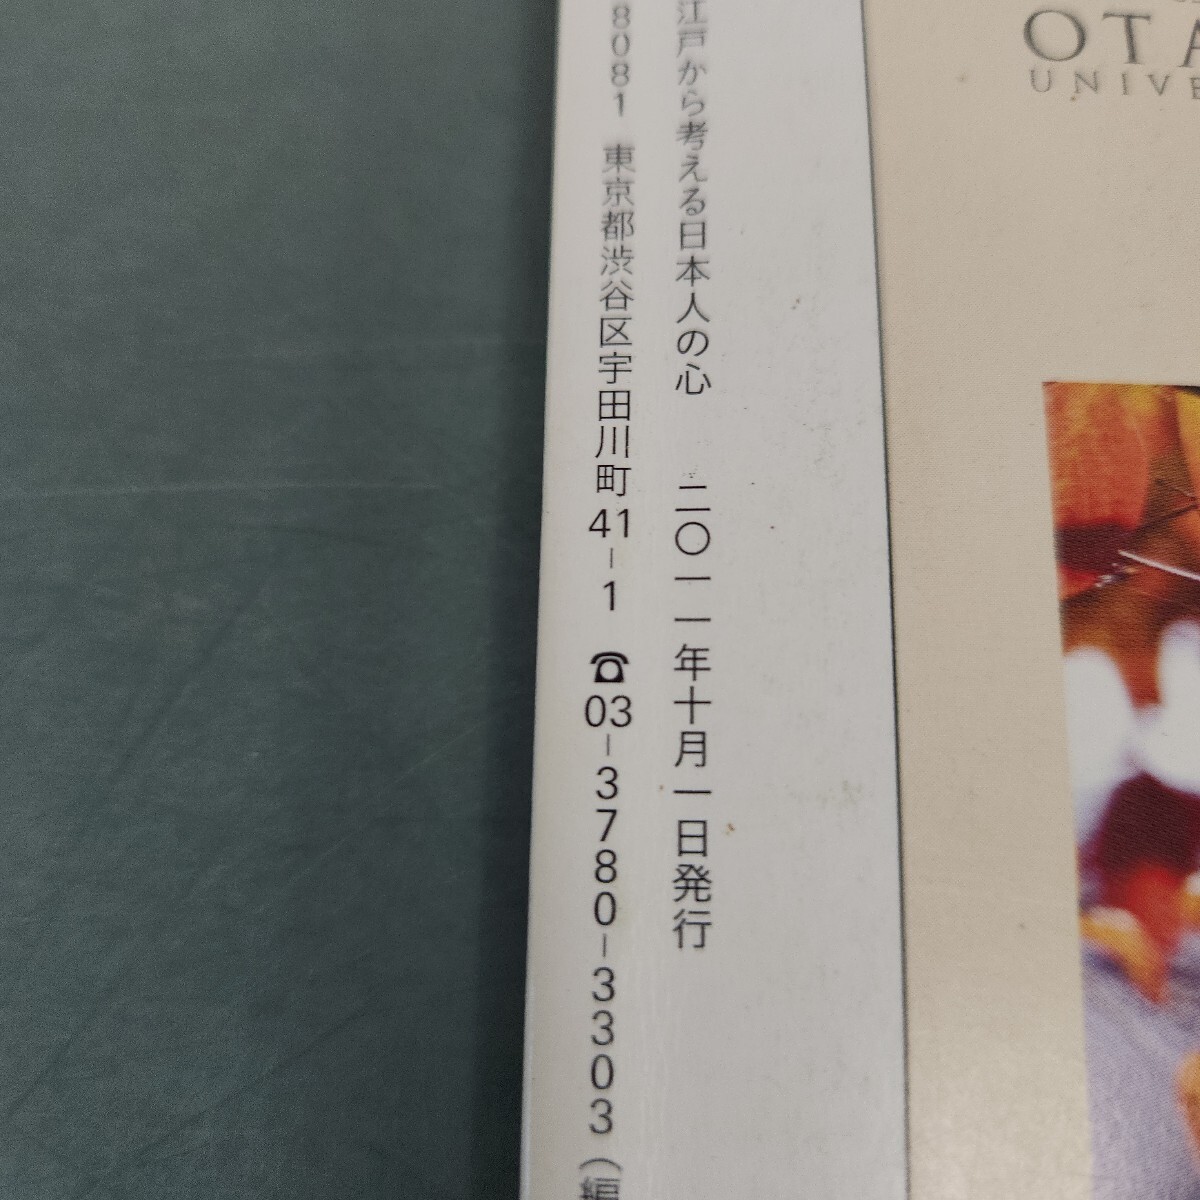 江戸から考える日本人の心 二〇一一年十月一日発行
8081 東京都渋谷区宇田川町41-1 ☎03-3780-3303（編
OTA
UNIVE